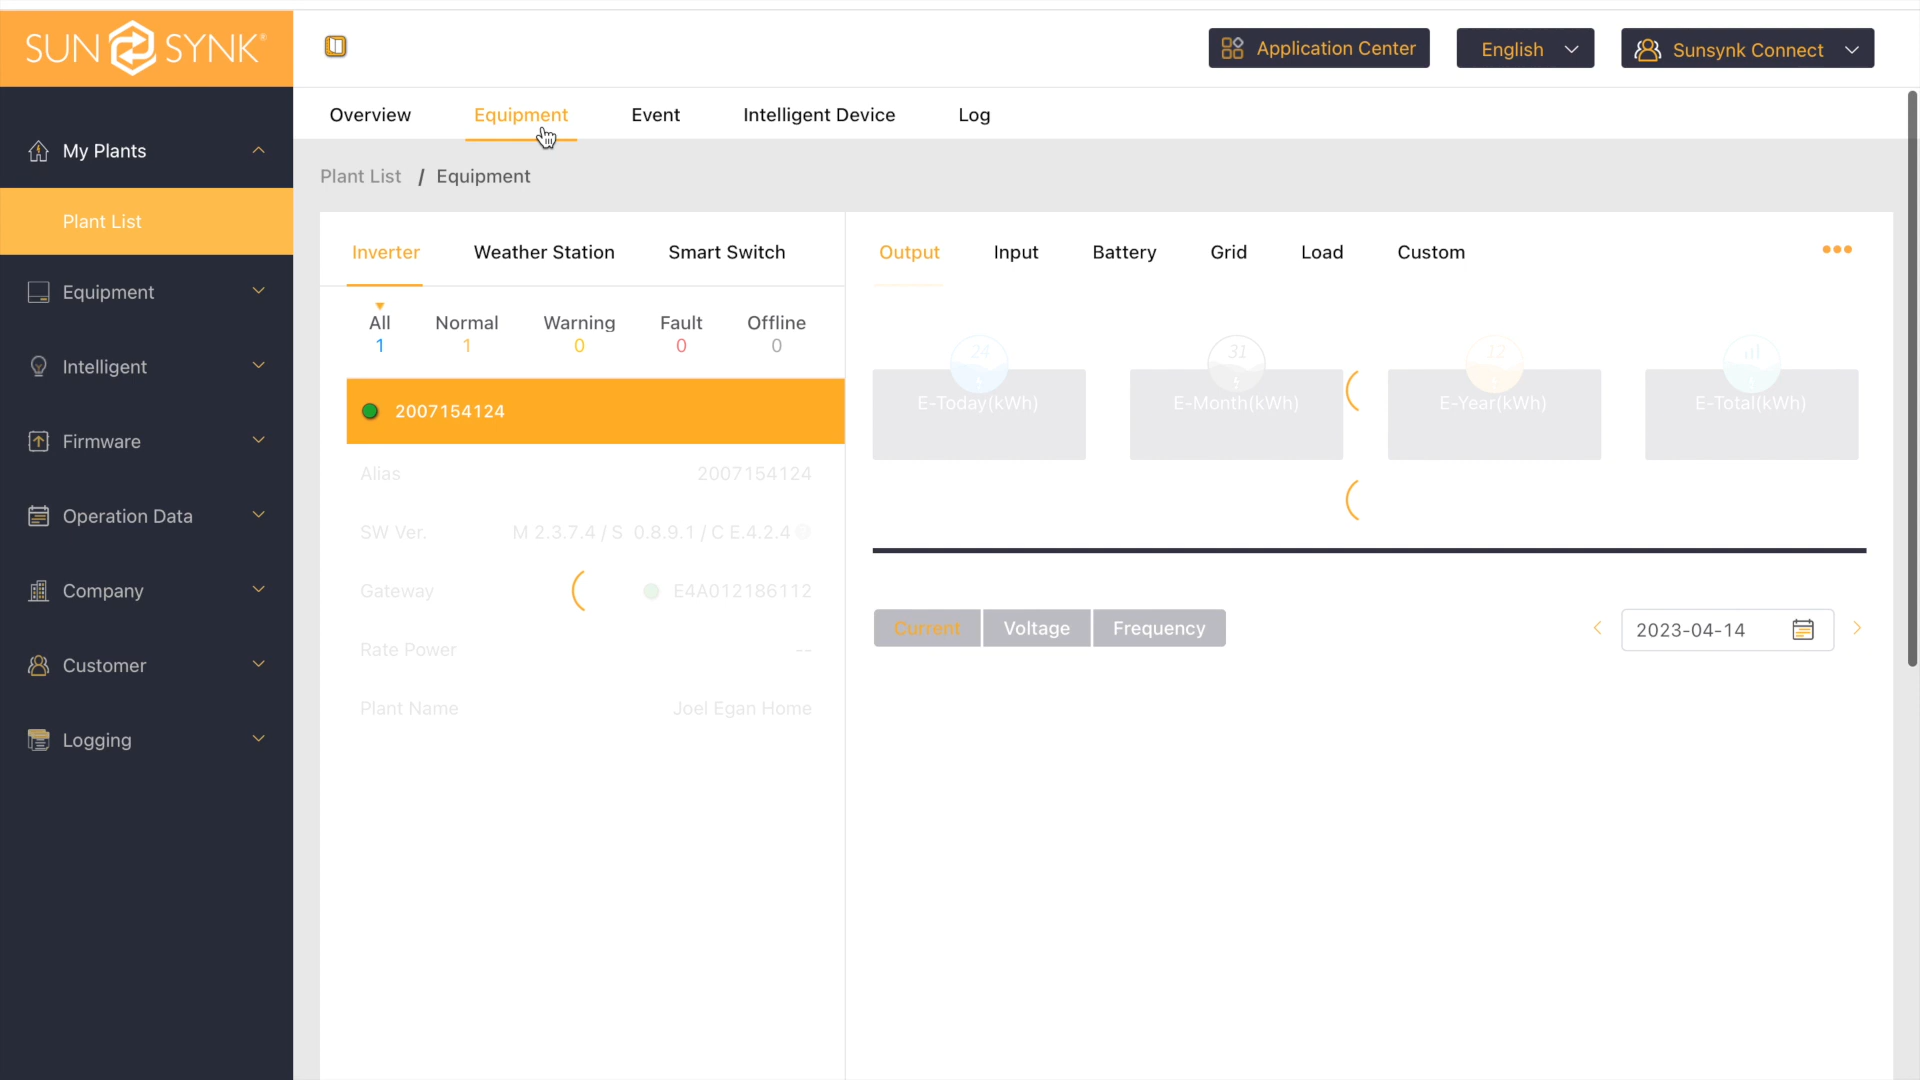 SUN SYNK®
Application Center
English
Sunsynk Connect
Overview
Equipment
Event
Intelligent Device
Log
My Plants
Plant List
Equipment
Intelligent
Firmware
Operation Data
Company
Customer
Logging
Plant List / Equipment
Inverter
Weather Station
Smart Switch
All
Normal
Warning
Fault
Offline
1
1
0
0
0
2007154124
Alias 2007154124
SW Ver. M 2.3.7.4 / S 0.8.9.1 / C E.4.2.4
Gateway E4A012186112
Rate Power --
Plant Name Joel Egan Home
Output
Input
Battery
Grid
Load
Custom
24
E-Today(kWh)
31
E-Month(kWh)
12
E-Year(kWh)
E-Total(kWh)
Current
Voltage
Frequency
2023-04-14